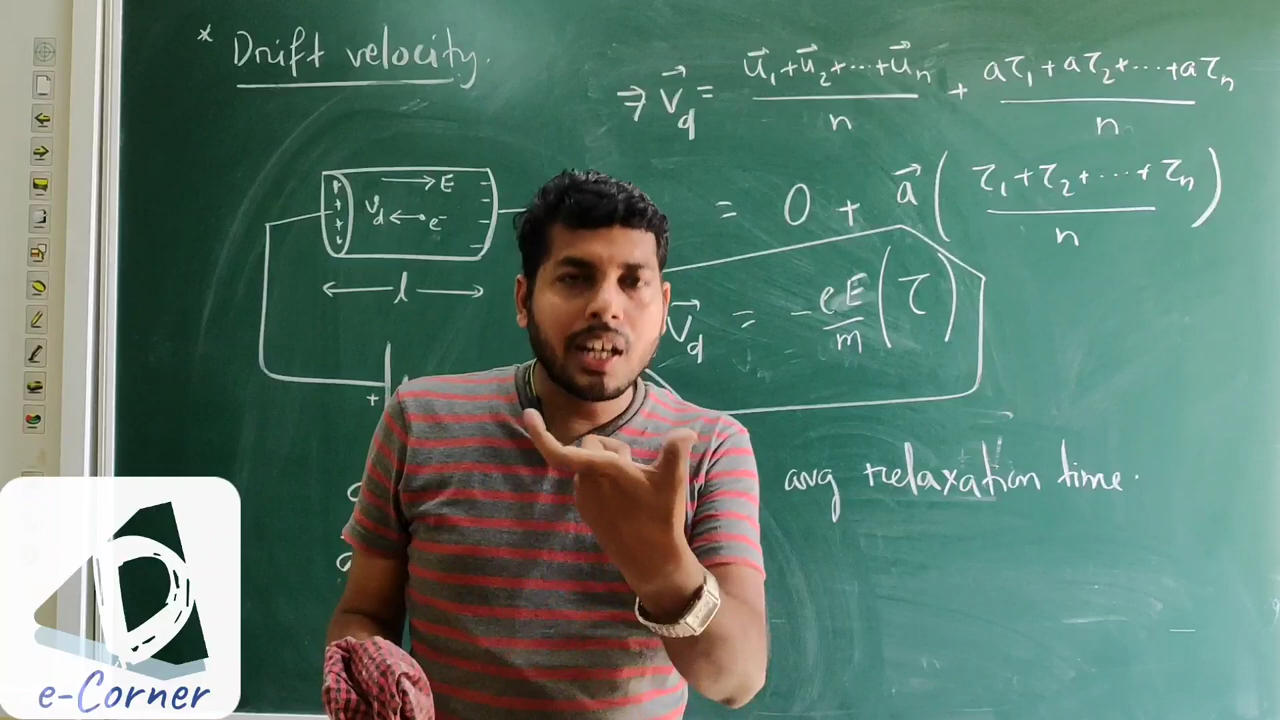 * Drift velocity.
⇒ v⃗d = (u⃗₁ + u⃗₂ + ... + u⃗n)/n + (aτ₁ + aτ₂ + ... + aτn)/n
= 0 + a⃗ ( (τ₁ + τ₂ + ... + τn)/n )
+ + + + → E - - - -
vd ← e⁻
l
v⃗d = - eE/m (τ)
+
avg relaxation time.
e-Corner